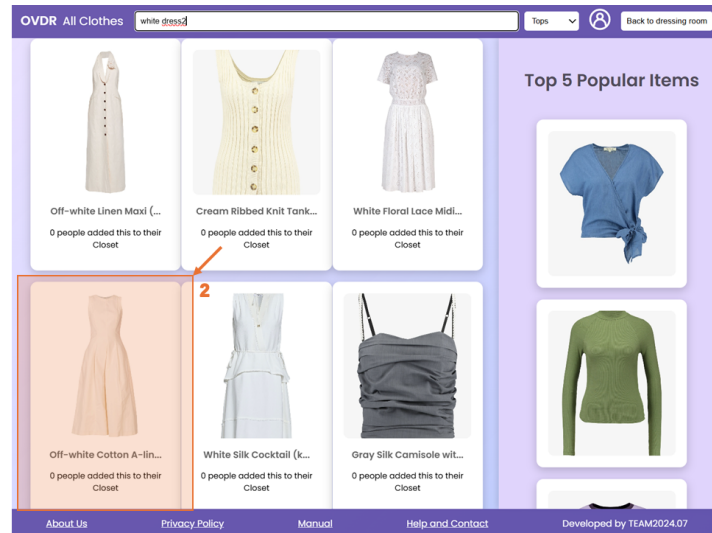 OVDR All Clothes white dress2 Tops Back to dressing room
Top 5 Popular Items
Off-white Linen Maxi (...
0 people added this to their
Closet
Cream Ribbed Knit Tank...
0 people added this to their
Closet
White Floral Lace Midi...
0 people added this to their
Closet
2
Off-white Cotton A-lin...
0 people added this to their
Closet
White Silk Cocktail (k...
0 people added this to their
Closet
Gray Silk Camisole wit...
0 people added this to their
Closet
About Us Privacy Policy Manual Help and Contact Developed by TEAM2024.07